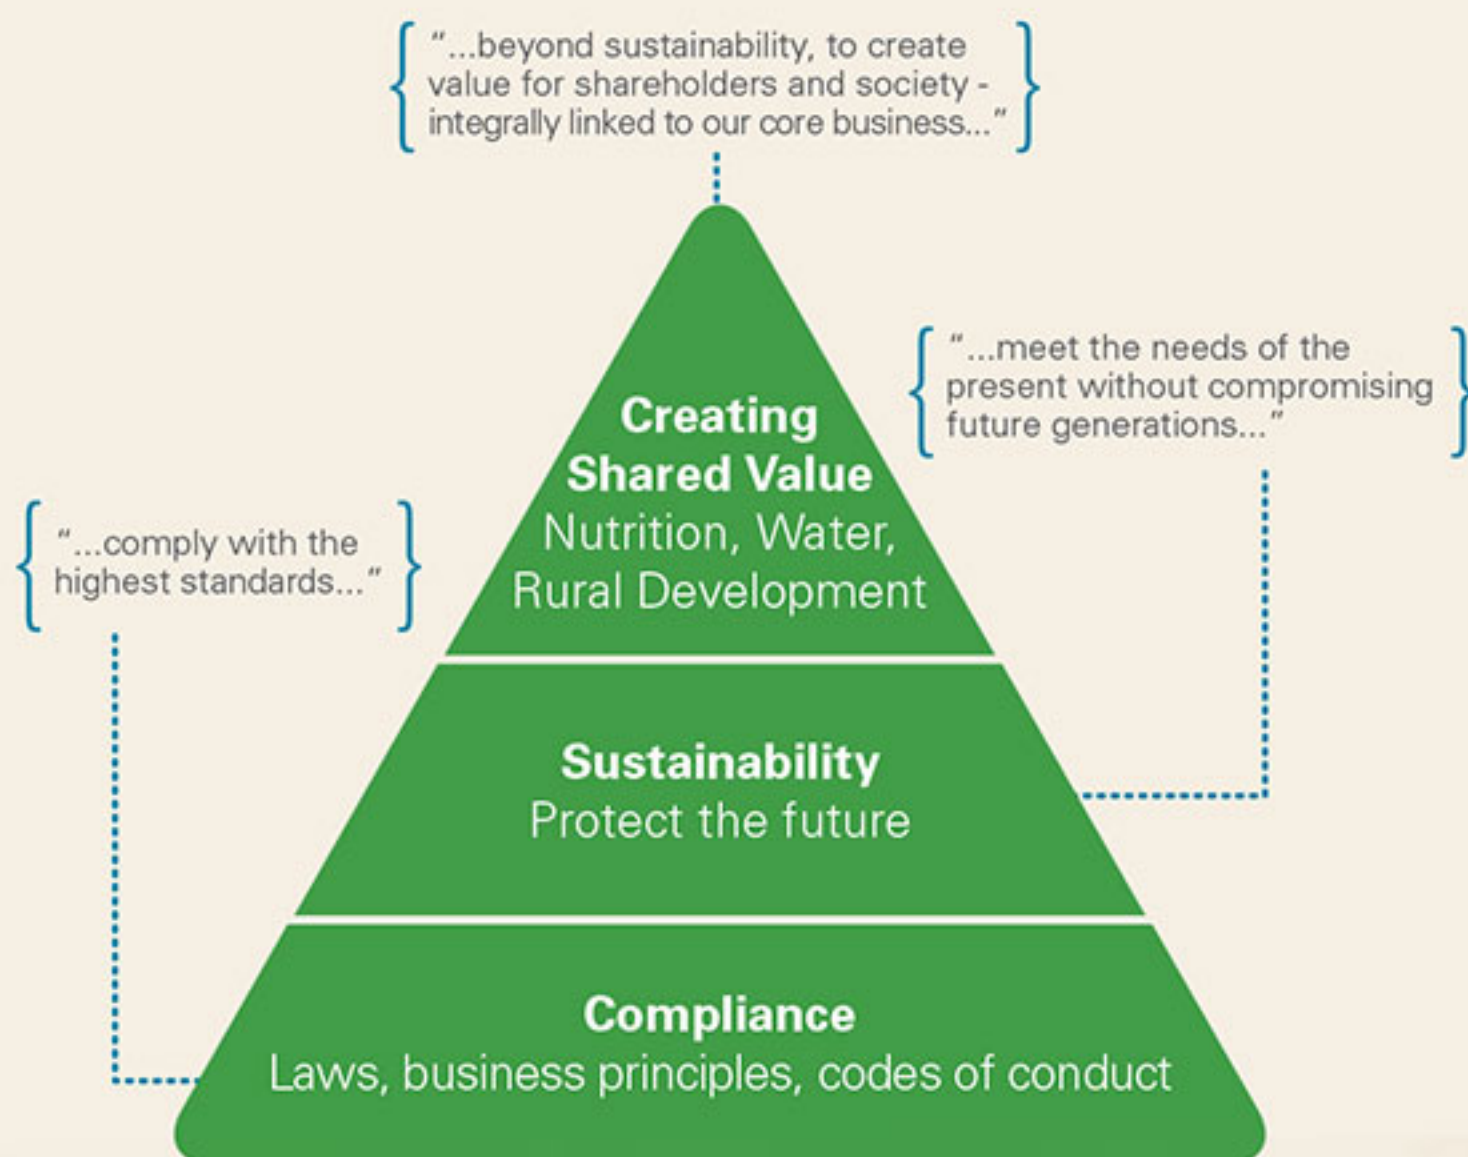 “...beyond sustainability, to create
value for shareholders and society -
integrally linked to our core business...”
“...meet the needs of the
present without compromising
future generations...”
“...comply with the
highest standards...”
Creating
Shared Value
Nutrition, Water,
Rural Development
Sustainability
Protect the future
Compliance
Laws, business principles, codes of conduct